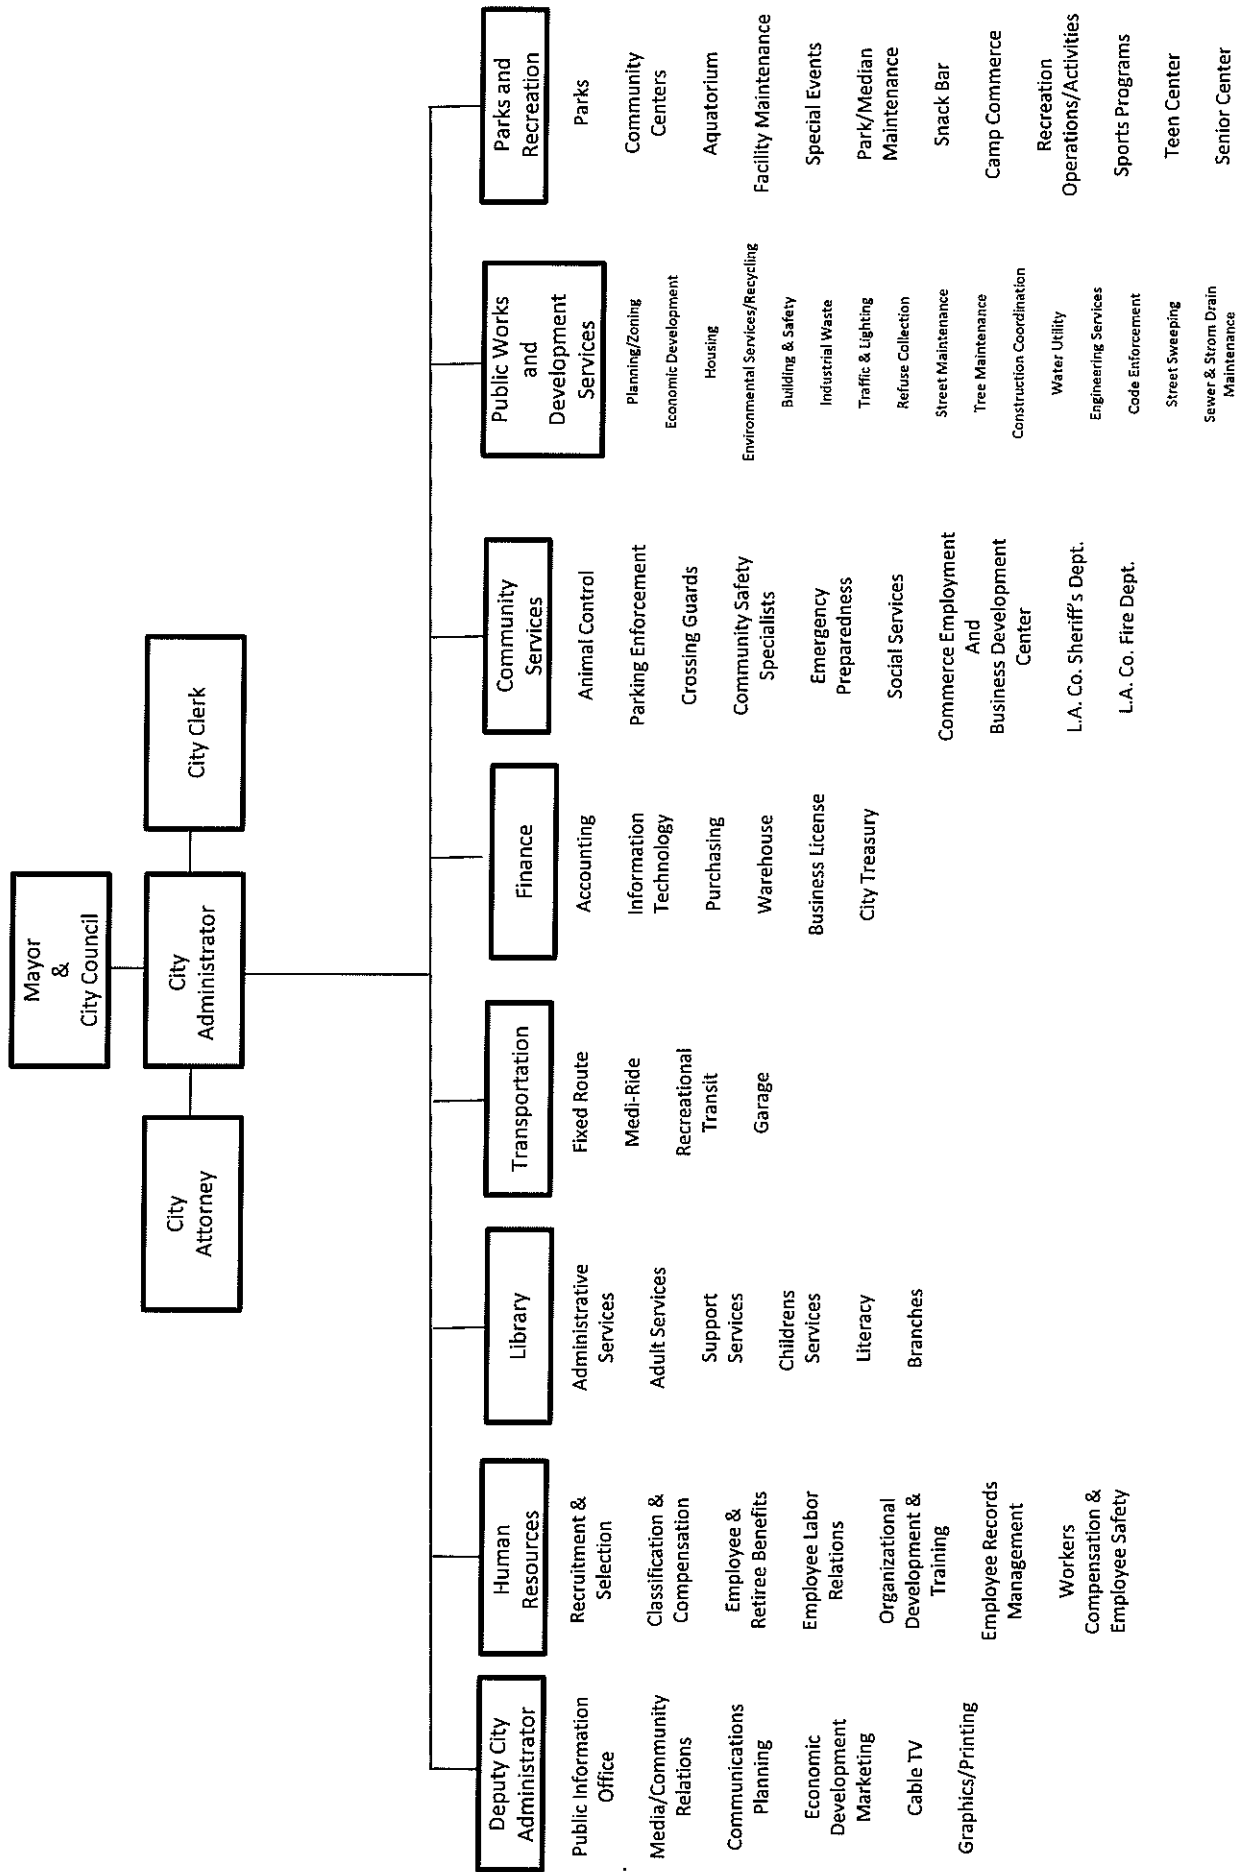 Mayor
&
City Council
City
Attorney
City
Administrator
City Clerk
Deputy City
Administrator
Public Information
Office
Media/Community
Relations
Communications
Planning
Economic
Development
Marketing
Cable TV
Graphics/Printing
Human
Resources
Recruitment &
Selection
Classification &
Compensation
Employee &
Retiree Benefits
Employee Labor
Relations
Organizational
Development &
Training
Employee Records
Management
Workers
Compensation &
Employee Safety
Library
Administrative
Services
Adult Services
Support
Services
Childrens
Services
Literacy
Branches
Transportation
Fixed Route
Medi-Ride
Recreational
Transit
Garage
Finance
Accounting
Information
Technology
Purchasing
Warehouse
Business License
City Treasury
Community
Services
Animal Control
Parking Enforcement
Crossing Guards
Community Safety
Specialists
Emergency
Preparedness
Social Services
Commerce Employment
And
Business Development
Center
L.A. Co. Sheriff's Dept.
L.A. Co. Fire Dept.
Public Works
and
Development
Services
Planning/Zoning
Economic Development
Housing
Environmental Services/Recycling
Building & Safety
Industrial Waste
Traffic & Lighting
Refuse Collection
Street Maintenance
Tree Maintenance
Construction Coordination
Water Utility
Engineering Services
Code Enforcement
Street Sweeping
Sewer & Strom Drain
Maintenance
Parks and
Recreation
Parks
Community
Centers
Aquatorium
Facility Maintenance
Special Events
Park/Median
Maintenance
Snack Bar
Camp Commerce
Recreation
Operations/Activities
Sports Programs
Teen Center
Senior Center